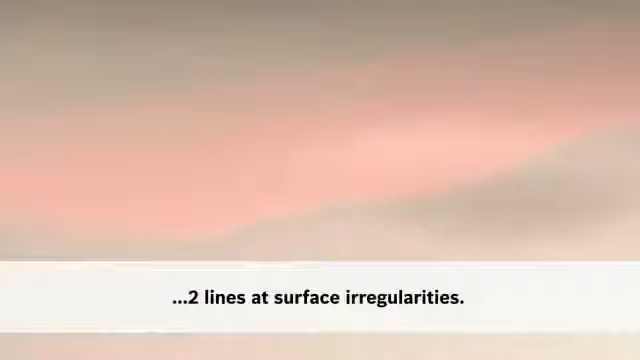 ...2 lines at surface irregularities.